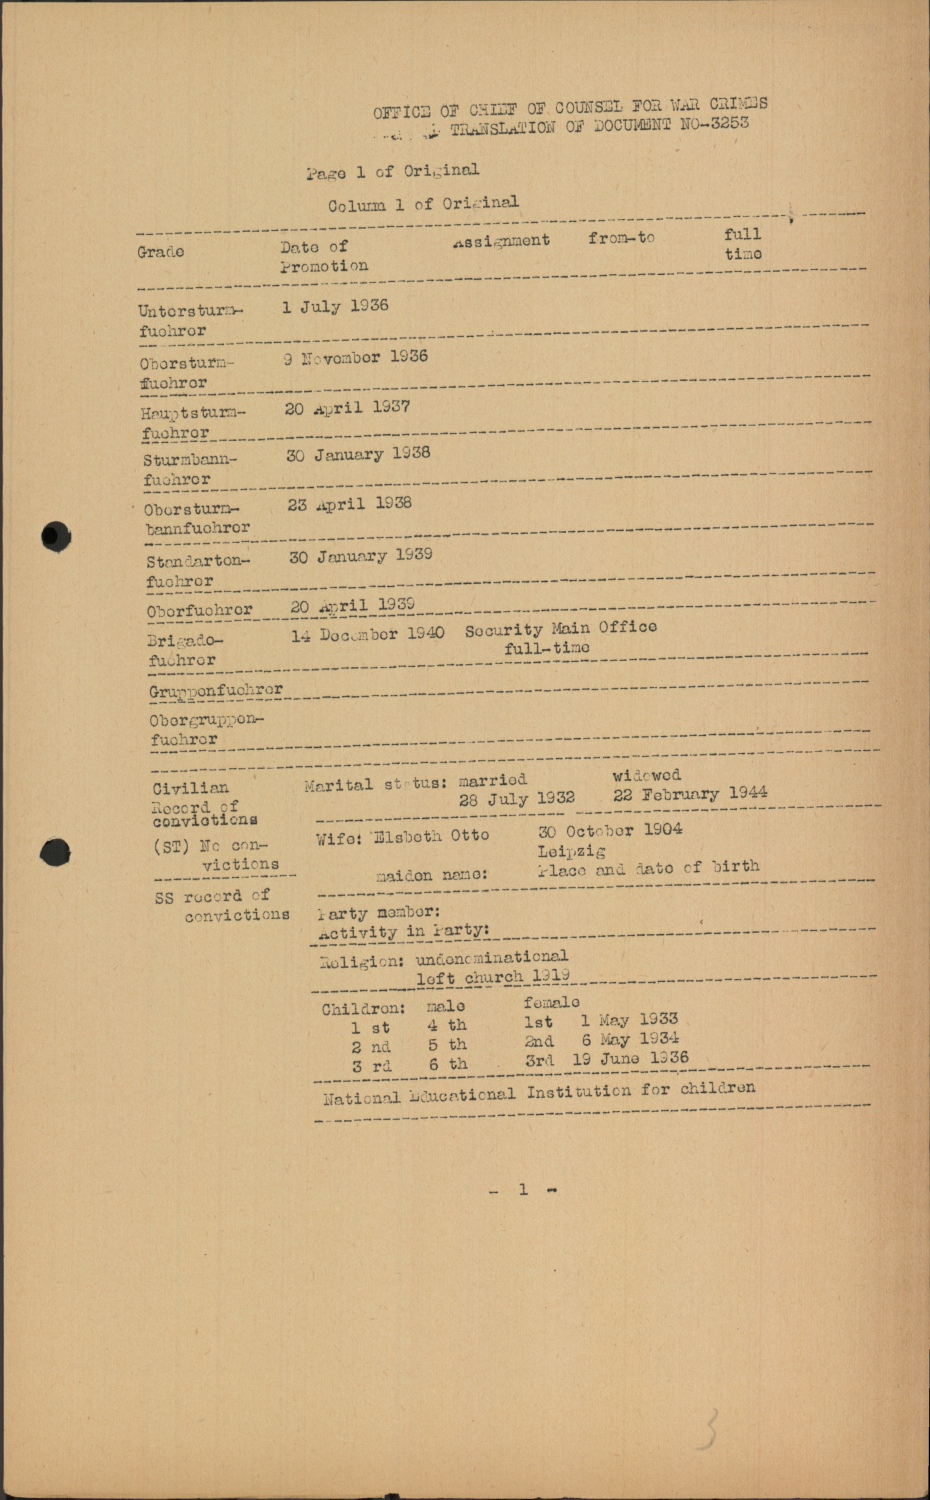 OFFICE OF CHIEF OF COUNSEL FOR WAR CRIMES
TRANSLATION OF DOCUMENT NO-3253
Page 1 of Original
Column 1 of Original
Grade Date of Assignment from-to full
Promotion time
Untersturm- 1 July 1936
fuehrer
Obersturm- 9 November 1936
fuehrer
Hauptsturm- 20 April 1937
fuehrer
Sturmbann- 30 January 1938
fuehrer
Obersturm- 23 April 1938
bannfuehrer
Standarten- 30 January 1939
fuehrer
Oberfuehrer 20 April 1939
Brigade- 14 December 1940 Security Main Office
fuehrer full-time
Gruppenfuehrer
Obergruppen-
fuehrer
Civilian Marital status: married widowed
Record of 28 July 1932 22 February 1944
convictions
(ST) No con- Wife: Elsbeth Otto 30 October 1904
victions Leipzig
maiden name: Place and date of birth
SS record of
convictions Party member:
Activity in Party:
Religion: undenominational
left church 1919
Children: male female
1 st 4 th 1st 1 May 1933
2 nd 5 th 2nd 6 May 1934
3 rd 6 th 3rd 19 June 1936
National Educational Institution for children
- 1 -
3